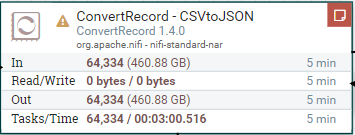 ConvertRecord - CSVtoJSON
ConvertRecord 1.4.0
org.apache.nifi - nifi-standard-nar
In 64,334 (460.88 GB) 5 min
Read/Write 0 bytes / 0 bytes 5 min
Out 64,334 (460.88 GB) 5 min
Tasks/Time 64,334 / 00:03:00.516 5 min